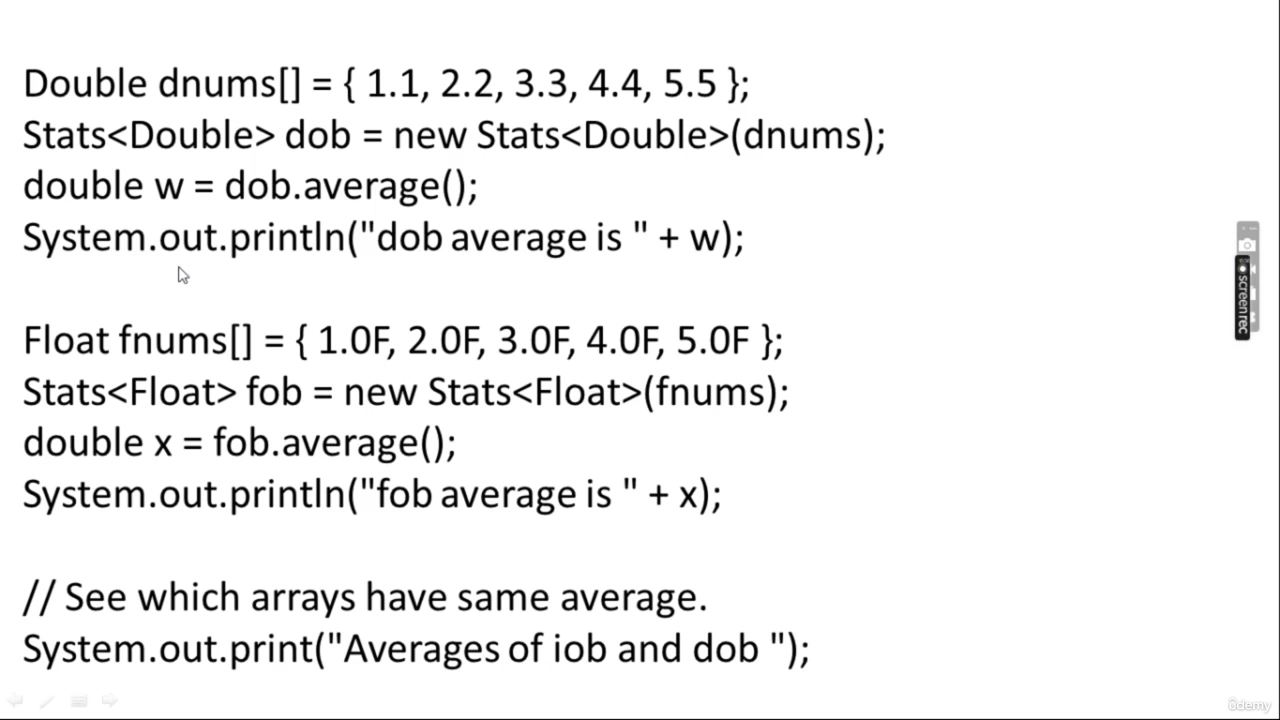 Double dnums[] = { 1.1, 2.2, 3.3, 4.4, 5.5 };
Stats<Double> dob = new Stats<Double>(dnums);
double w = dob.average();
System.out.println("dob average is " + w);
Float fnums[] = { 1.0F, 2.0F, 3.0F, 4.0F, 5.0F };
Stats<Float> fob = new Stats<Float>(fnums);
double x = fob.average();
System.out.println("fob average is " + x);
// See which arrays have same average.
System.out.print("Averages of iob and dob ");
screenrec
ûdemy